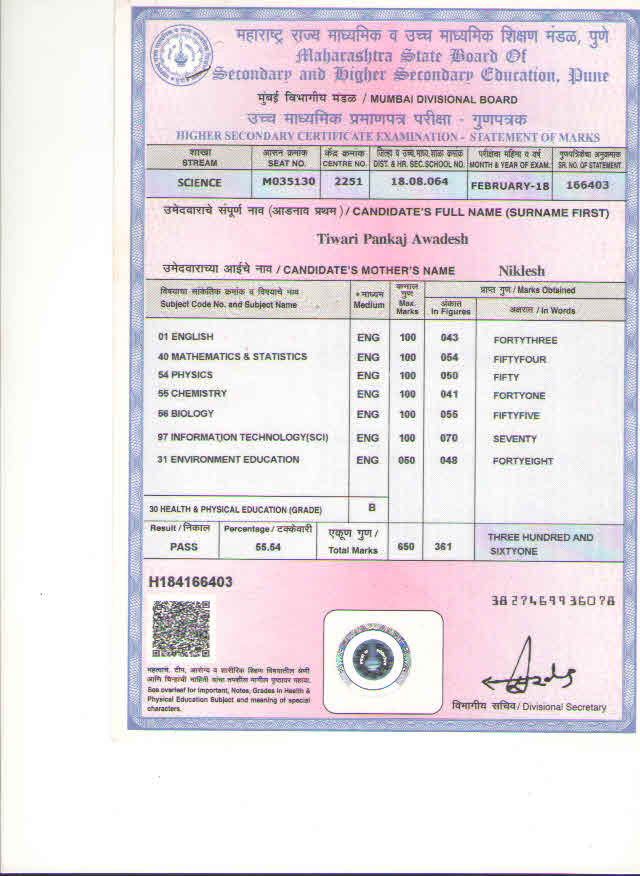 महाराष्ट्र राज्य माध्यमिक व उच्च माध्यमिक शिक्षण मंडळ, पुणे
Maharashtra State Board Of
Secondary and Higher Secondary Education, Pune
मुंबई विभागीय मंडळ / MUMBAI DIVISIONAL BOARD
उच्च माध्यमिक प्रमाणपत्र परीक्षा - गुणपत्रक
HIGHER SECONDARY CERTIFICATE EXAMINATION - STATEMENT OF MARKS
शाखा आसन क्रमांक केंद्र क्रमांक जिल्हा व उच्च.माध्य.शाळा क्रमांक परीक्षेचा महिना व वर्ष गुणपत्रिकेचा अनुक्रमांक
STREAM SEAT NO. CENTRE NO. DIST. & HR. SEC.SCHOOL NO. MONTH & YEAR OF EXAM. SR. NO. OF STATEMENT
SCIENCE M035130 2251 18.08.064 FEBRUARY-18 166403
उमेदवाराचे संपूर्ण नाव (आडनाव प्रथम) / CANDIDATE'S FULL NAME (SURNAME FIRST)
Tiwari Pankaj Awadesh
उमेदवाराच्या आईचे नाव / CANDIDATE'S MOTHER'S NAME Niklesh
विषयाचा सांकेतिक क्रमांक व विषयाचे नाव
Subject Code No. and Subject Name
* माध्यम
Medium
कमाल
गुण
Max.
Marks
प्राप्त गुण / Marks Obtained
अंकात
In Figures
अक्षरात / In Words
01 ENGLISH ENG 100 043 FORTYTHREE
40 MATHEMATICS & STATISTICS ENG 100 054 FIFTYFOUR
54 PHYSICS ENG 100 050 FIFTY
55 CHEMISTRY ENG 100 041 FORTYONE
56 BIOLOGY ENG 100 055 FIFTYFIVE
97 INFORMATION TECHNOLOGY(SCI) ENG 100 070 SEVENTY
31 ENVIRONMENT EDUCATION ENG 050 048 FORTYEIGHT
30 HEALTH & PHYSICAL EDUCATION (GRADE) B
Result / निकाल Percentage / टक्केवारी एकूण गुण /
PASS 55.54 Total Marks 650 361 THREE HUNDRED AND
SIXTYONE
H184166403
3827469936078
महत्वाचे, टीप, आरोग्य व शारीरिक शिक्षण विषयातील श्रेणी
आणि चिन्हांची माहिती यांचा तपशील मागील पृष्ठावर पहावा.
See overleaf for Important, Notes, Grades in Health &
Physical Education Subject and meaning of special
characters.
विभागीय सचिव / Divisional Secretary